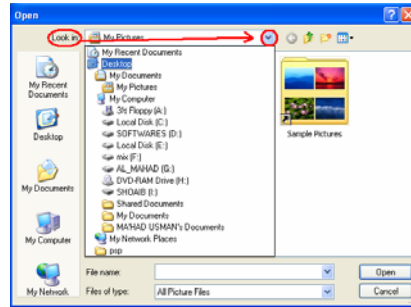 Open
Look in:
My Pictures
My Recent Documents
Desktop
My Documents
My Pictures
My Computer
3½ Floppy (A:)
Local Disk (C:)
SOFTWARES (D:)
Local Disk (E:)
mix (F:)
AL_MAHAD (G:)
DVD-RAM Drive (H:)
SHOAIB (I:)
Shared Documents
My Documents
MA'HAD USMAN's Documents
My Network Places
psp
My Recent
Documents
Desktop
My Documents
My Computer
My Network
Sample Pictures
File name:
Open
Files of type:
All Picture Files
Cancel